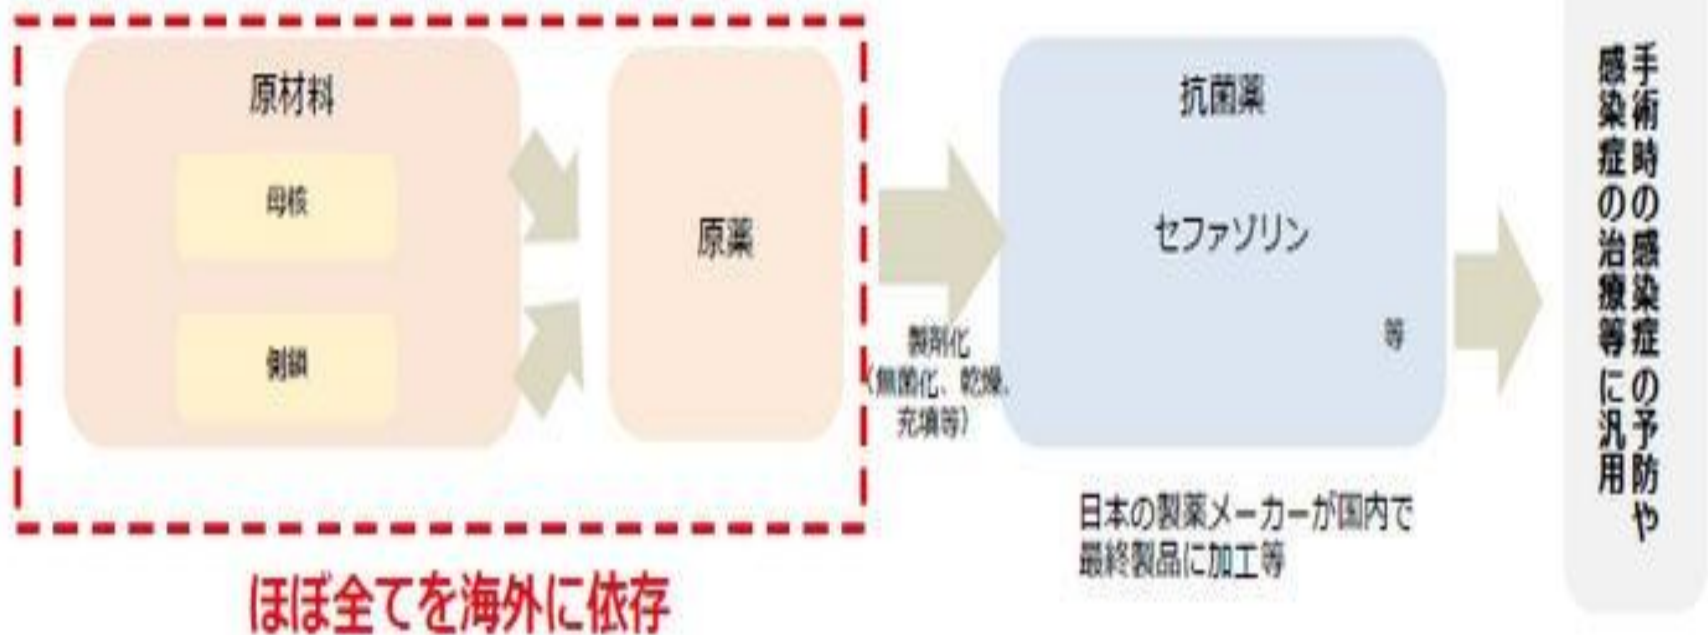 原材料
母核
側鎖
原薬
製剤化
(無菌化、乾燥、
充填等)
抗菌薬
セファゾリン
等
手術時の感染症の予防や
感染症の治療等に汎用
日本の製薬メーカーが国内で
最終製品に加工等
ほぼ全てを海外に依存